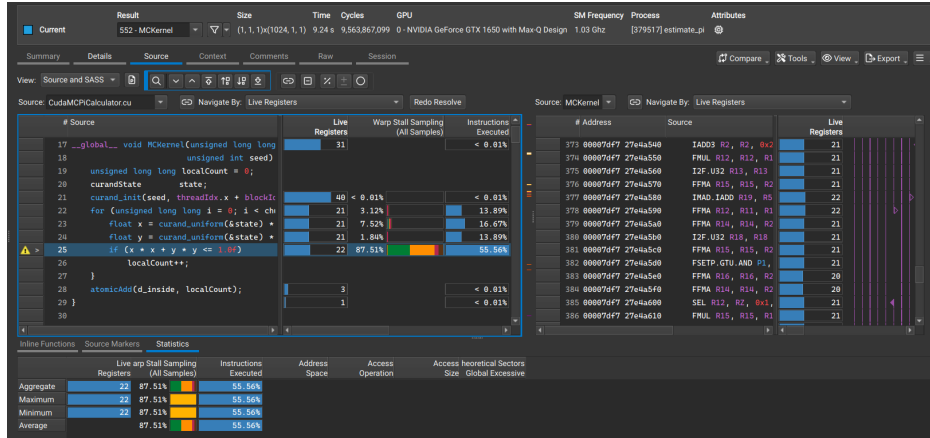 Result Size Time Cycles GPU SM Frequency Process Attributes
Current 552 - MCKernel (1, 1, 1)x(1024, 1, 1) 9.24 s 9,563,867,099 0 - NVIDIA GeForce GTX 1650 with Max-Q Design 1.03 Ghz [379517] estimate_pi
Summary Details Source Context Comments Raw Session Compare Tools View Export
View: Source and SASS
Source: CudaMCPiCalculator.cu Navigate By: Live Registers Redo Resolve Source: MCKernel Navigate By: Live Registers
# Source Live Registers Warp Stall Sampling (All Samples) Instructions Executed
17 __global__ void MCKernel(unsigned long long 31 < 0.01%
18 unsigned int seed)
19 unsigned long long localCount = 0;
20 curandState state;
21 curand_init(seed, threadIdx.x + blockIc 40 < 0.01% < 0.01%
22 for (unsigned long long i = 0; i < chu 21 3.12% 13.89%
23 float x = curand_uniform(&state) * 21 7.52% 16.67%
24 float y = curand_uniform(&state) * 21 1.84% 13.89%
25 if (x * x + y * y <= 1.0f) 22 87.51% 55.56%
26 localCount++;
27 }
28 atomicAdd(d_inside, localCount); 3 < 0.01%
29 } 1 < 0.01%
30
# Address Source Live Registers
373 00007df7 27e4a540 IADD3 R2, R2, 0x2 21
374 00007df7 27e4a550 FMUL R12, R12, R1 21
375 00007df7 27e4a560 I2F.U32 R13, R13 21
376 00007df7 27e4a570 FFMA R15, R15, R2 21
377 00007df7 27e4a580 IMAD.IADD R19, R5 22
378 00007df7 27e4a590 FFMA R12, R11, R1 22
379 00007df7 27e4a5a0 FFMA R14, R14, R2 21
380 00007df7 27e4a5b0 I2F.U32 R18, R18 21
381 00007df7 27e4a5c0 FFMA R15, R15, R2 21
382 00007df7 27e4a5d0 FSETP.GTU.AND P1, 21
383 00007df7 27e4a5e0 FFMA R16, R16, R2 20
384 00007df7 27e4a5f0 FFMA R14, R14, R2 20
385 00007df7 27e4a600 SEL R12, RZ, 0x1, 21
386 00007df7 27e4a610 FMUL R15, R15, R1 21
Inline Functions Source Markers Statistics
Live Registers arp Stall Sampling (All Samples) Instructions Executed Address Space Access Operation Access Size heoretical Sectors Global Excessive
Aggregate 22 87.51% 55.56%
Maximum 22 87.51% 55.56%
Minimum 22 87.51% 55.56%
Average 87.51% 55.56%